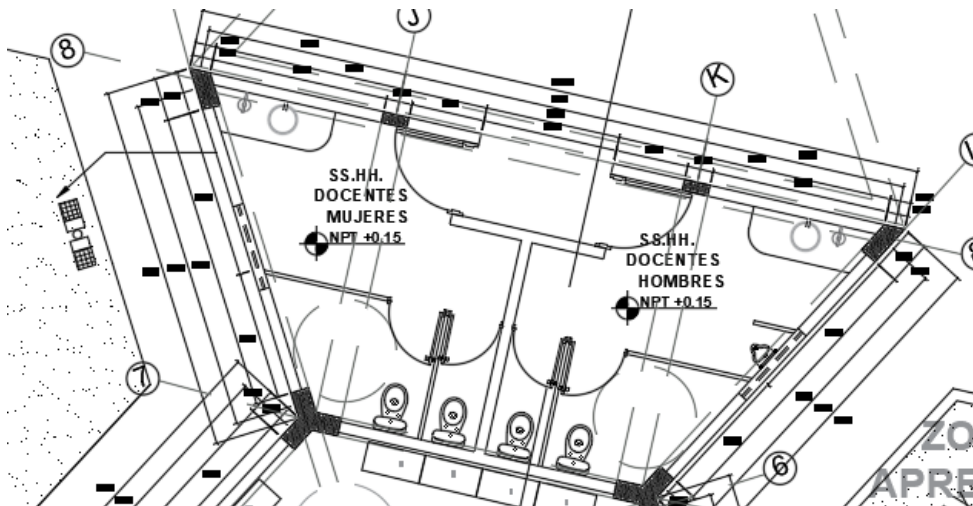 J
8
K
SS.HH.
DOCENTES
MUJERES
NPT +0.15
SS.HH.
DOCENTES
HOMBRES
NPT +0.15
7
6
ZO
APRE